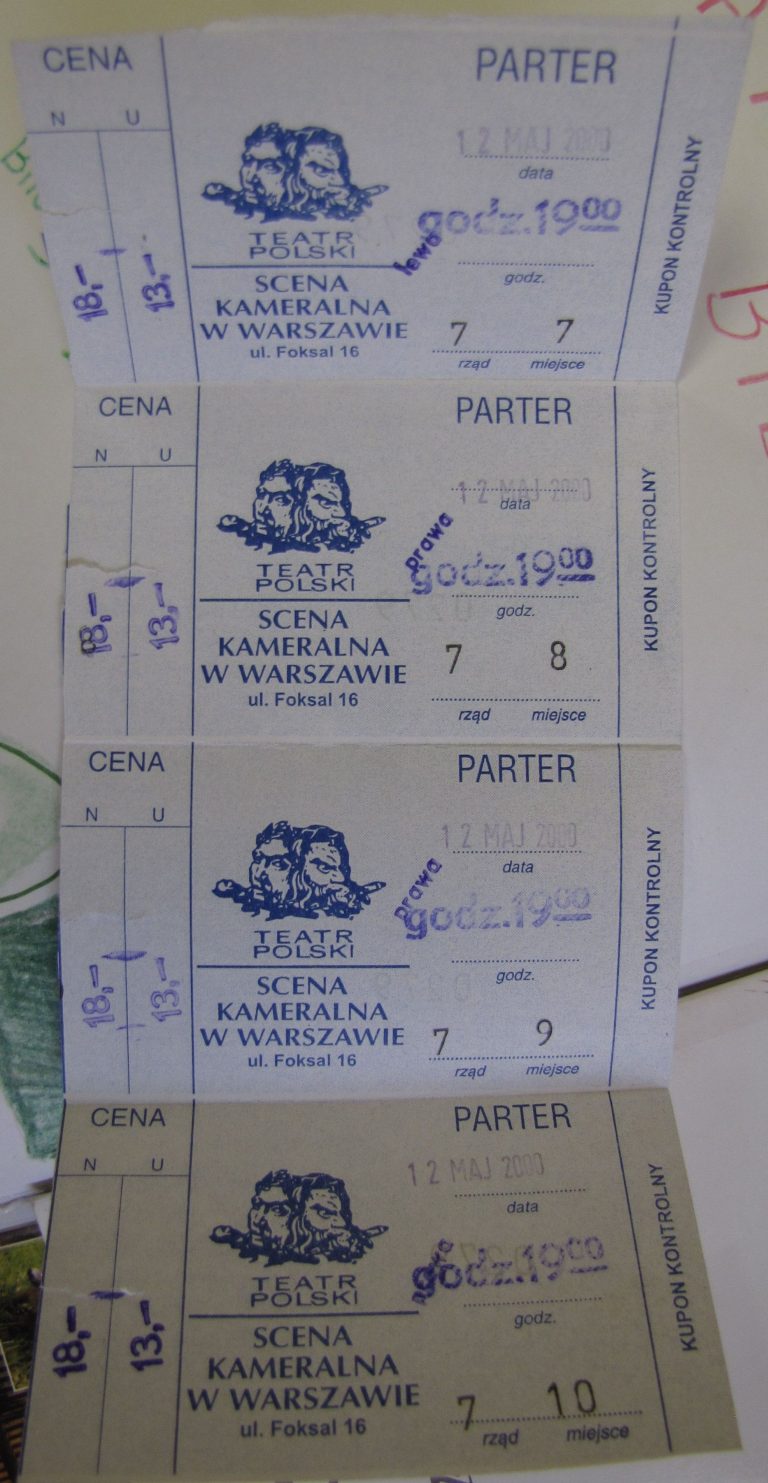 CENA
N U
18,- 13,-
TEATR
POLSKI
SCENA
KAMERALNA
W WARSZAWIE
ul. Foksal 16
PARTER
12 MAJ 2000
data
lewa
godz.19⁰⁰
godz.
7 7
rząd miejsce
KUPON KONTROLNY
CENA
N U
18,- 13,-
TEATR
POLSKI
SCENA
KAMERALNA
W WARSZAWIE
ul. Foksal 16
PARTER
12 MAJ 2000
data
prawa
godz.19⁰⁰
godz.
7 8
rząd miejsce
KUPON KONTROLNY
CENA
N U
18,- 13,-
TEATR
POLSKI
SCENA
KAMERALNA
W WARSZAWIE
ul. Foksal 16
PARTER
12 MAJ 2000
data
prawa
godz.19⁰⁰
godz.
7 9
rząd miejsce
KUPON KONTROLNY
CENA
N U
18,- 13,-
TEATR
POLSKI
SCENA
KAMERALNA
W WARSZAWIE
ul. Foksal 16
PARTER
12 MAJ 2000
data
godz.19⁰⁰
godz.
7 10
rząd miejsce
KUPON KONTROLNY